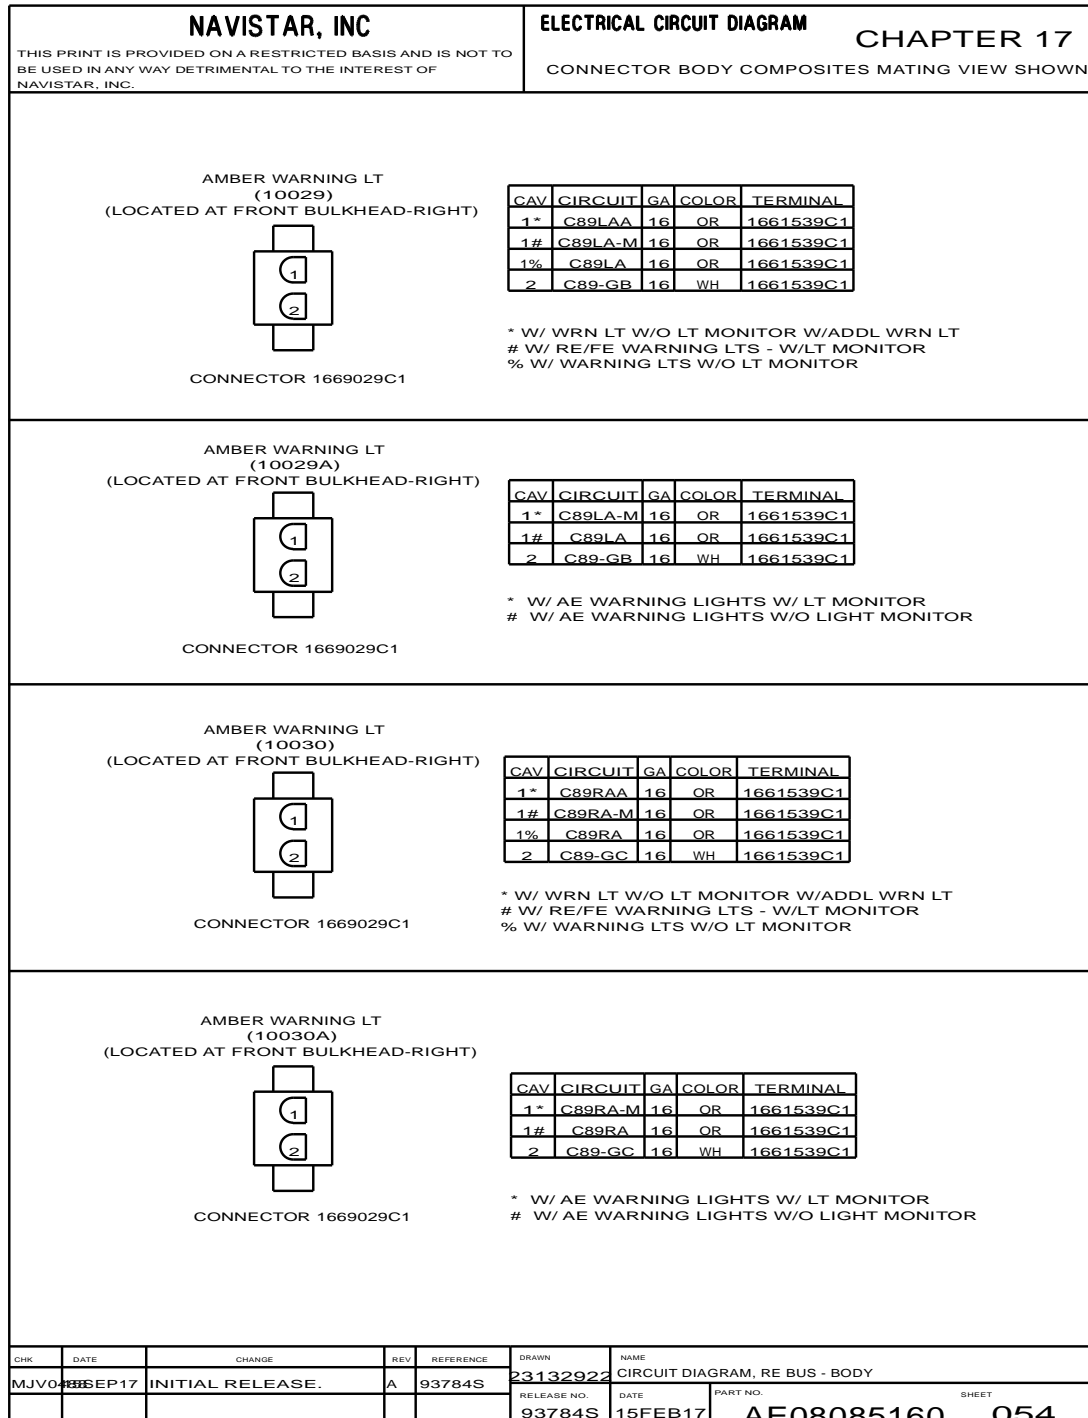 NAVISTAR, INC
THIS PRINT IS PROVIDED ON A RESTRICTED BASIS AND IS NOT TO
BE USED IN ANY WAY DETRIMENTAL TO THE INTEREST OF
NAVISTAR, INC.
ELECTRICAL CIRCUIT DIAGRAM
CHAPTER 17
CONNECTOR BODY COMPOSITES MATING VIEW SHOWN
AMBER WARNING LT
(10029)
(LOCATED AT FRONT BULKHEAD-RIGHT)
1
2
CONNECTOR 1669029C1
CAV CIRCUIT GA COLOR TERMINAL
1* C89LAA 16 OR 1661539C1
1# C89LA-M 16 OR 1661539C1
1% C89LA 16 OR 1661539C1
2 C89-GB 16 WH 1661539C1
* W/ WRN LT W/O LT MONITOR W/ADDL WRN LT
# W/ RE/FE WARNING LTS - W/LT MONITOR
% W/ WARNING LTS W/O LT MONITOR
AMBER WARNING LT
(10029A)
(LOCATED AT FRONT BULKHEAD-RIGHT)
1
2
CONNECTOR 1669029C1
CAV CIRCUIT GA COLOR TERMINAL
1* C89LA-M 16 OR 1661539C1
1# C89LA 16 OR 1661539C1
2 C89-GB 16 WH 1661539C1
* W/ AE WARNING LIGHTS W/ LT MONITOR
# W/ AE WARNING LIGHTS W/O LIGHT MONITOR
AMBER WARNING LT
(10030)
(LOCATED AT FRONT BULKHEAD-RIGHT)
1
2
CONNECTOR 1669029C1
CAV CIRCUIT GA COLOR TERMINAL
1* C89RAA 16 OR 1661539C1
1# C89RA-M 16 OR 1661539C1
1% C89RA 16 OR 1661539C1
2 C89-GC 16 WH 1661539C1
* W/ WRN LT W/O LT MONITOR W/ADDL WRN LT
# W/ RE/FE WARNING LTS - W/LT MONITOR
% W/ WARNING LTS W/O LT MONITOR
AMBER WARNING LT
(10030A)
(LOCATED AT FRONT BULKHEAD-RIGHT)
1
2
CONNECTOR 1669029C1
CAV CIRCUIT GA COLOR TERMINAL
1* C89RA-M 16 OR 1661539C1
1# C89RA 16 OR 1661539C1
2 C89-GC 16 WH 1661539C1
* W/ AE WARNING LIGHTS W/ LT MONITOR
# W/ AE WARNING LIGHTS W/O LIGHT MONITOR
CHK DATE CHANGE REV REFERENCE
INITIAL RELEASE. A 93784S
DRAWN
23132922
NAME
CIRCUIT DIAGRAM, RE BUS - BODY
RELEASE NO.
93784S
DATE
15FEB17
PART NO.
AE08085160
SHEET
054